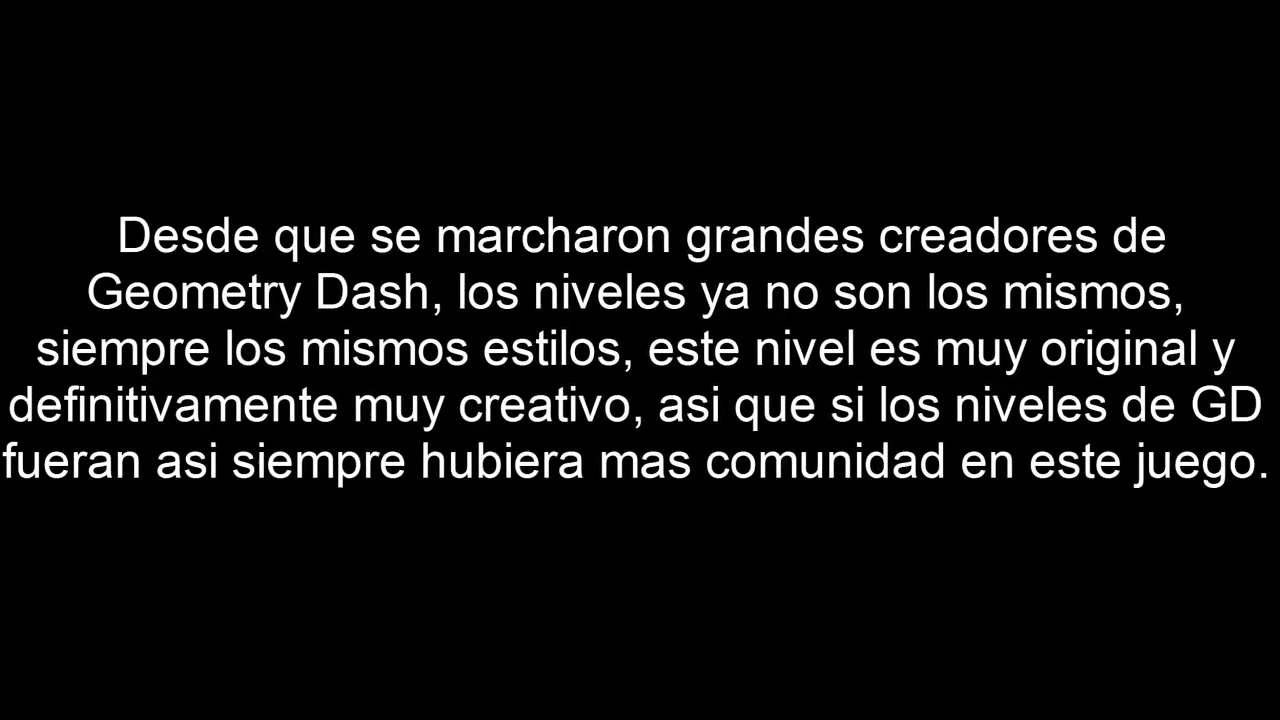 Desde que se marcharon grandes creadores de
Geometry Dash, los niveles ya no son los mismos,
siempre los mismos estilos, este nivel es muy original y
definitivamente muy creativo, asi que si los niveles de GD
fueran asi siempre hubiera mas comunidad en este juego.